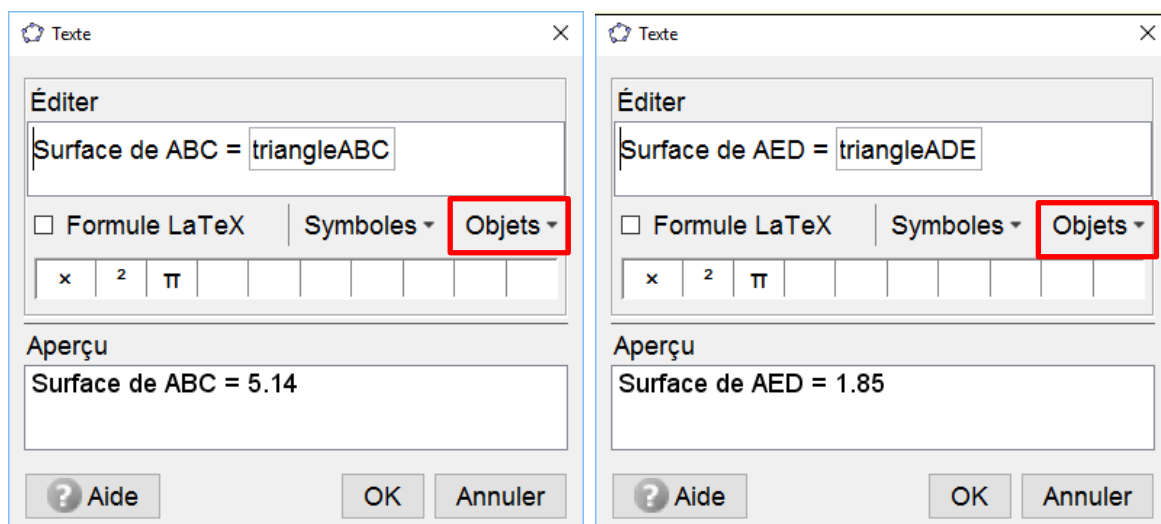 Texte
Éditer
Surface de ABC = triangleABC
Formule LaTeX Symboles Objets
× ² π
Aperçu
Surface de ABC = 5.14
? Aide OK Annuler
Texte
Éditer
Surface de AED = triangleADE
Formule LaTeX Symboles Objets
× ² π
Aperçu
Surface de AED = 1.85
? Aide OK Annuler